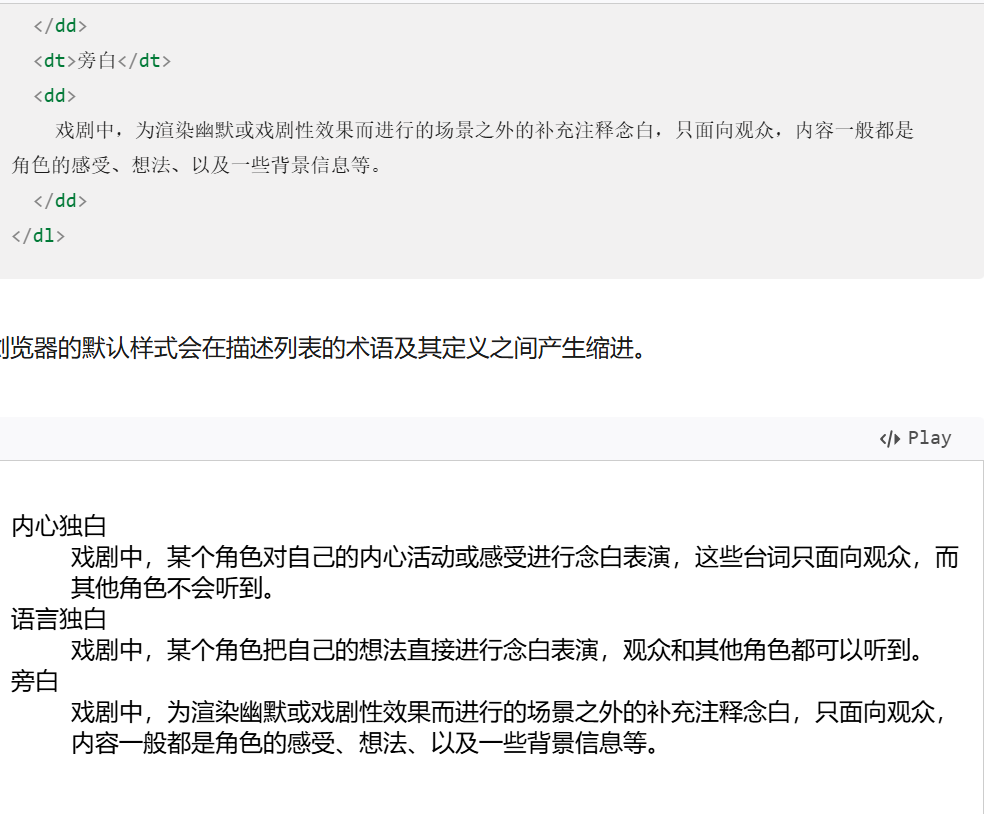 </dd>
<dt>旁白</dt>
<dd>
戏剧中，为渲染幽默或戏剧性效果而进行的场景之外的补充注释念白，只面向观众，内容一般都是
角色的感受、想法、以及一些背景信息等。
</dd>
</dl>
浏览器的默认样式会在描述列表的术语及其定义之间产生缩进。
Play
内心独白
戏剧中，某个角色对自己的内心活动或感受进行念白表演，这些台词只面向观众，而
其他角色不会听到。
语言独白
戏剧中，某个角色把自己的想法直接进行念白表演，观众和其他角色都可以听到。
旁白
戏剧中，为渲染幽默或戏剧性效果而进行的场景之外的补充注释念白，只面向观众，
内容一般都是角色的感受、想法、以及一些背景信息等。